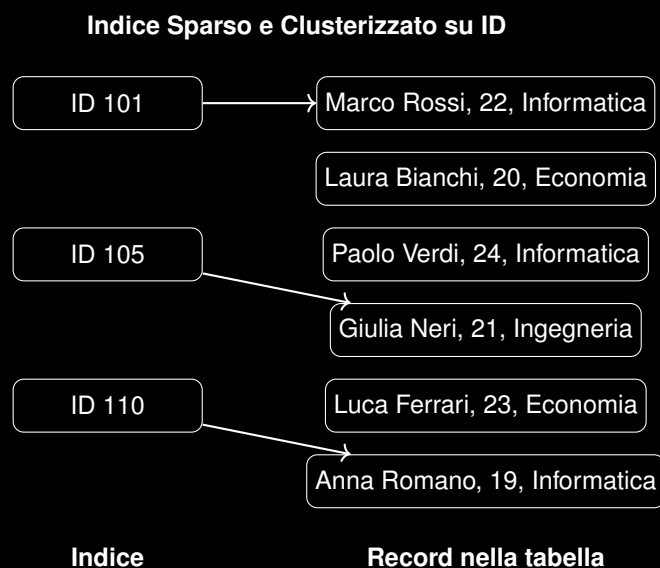 Indice Sparso e Clusterizzato su ID
ID 101
Marco Rossi, 22, Informatica
Laura Bianchi, 20, Economia
ID 105
Paolo Verdi, 24, Informatica
Giulia Neri, 21, Ingegneria
ID 110
Luca Ferrari, 23, Economia
Anna Romano, 19, Informatica
Indice
Record nella tabella